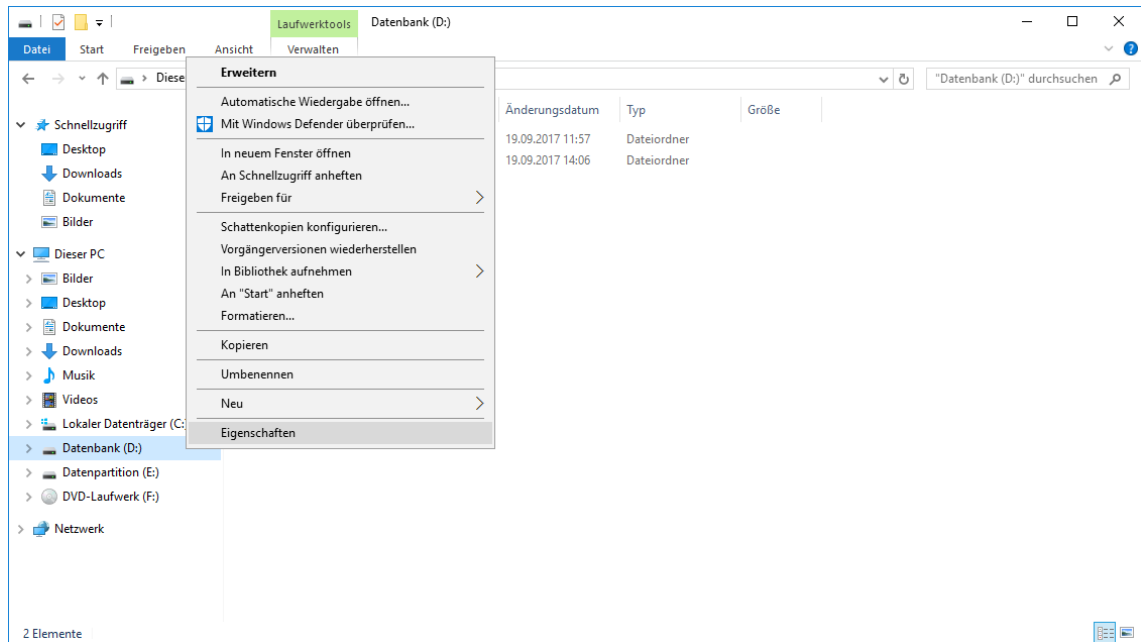 Laufwerktools Datenbank (D:)
Datei Start Freigeben Ansicht Verwalten
Diese "Datenbank (D:)" durchsuchen
Erweitern
Automatische Wiedergabe öffnen...
Mit Windows Defender überprüfen...
In neuem Fenster öffnen
An Schnellzugriff anheften
Freigeben für
Schattenkopien konfigurieren...
Vorgängerversionen wiederherstellen
In Bibliothek aufnehmen
An "Start" anheften
Formatieren...
Kopieren
Umbenennen
Neu
Eigenschaften
Änderungsdatum Typ Größe
19.09.2017 11:57 Dateiordner
19.09.2017 14:06 Dateiordner
Schnellzugriff
Desktop
Downloads
Dokumente
Bilder
Dieser PC
Bilder
Desktop
Dokumente
Downloads
Musik
Videos
Lokaler Datenträger (C:
Datenbank (D:)
Datenpartition (E:)
DVD-Laufwerk (F:)
Netzwerk
2 Elemente